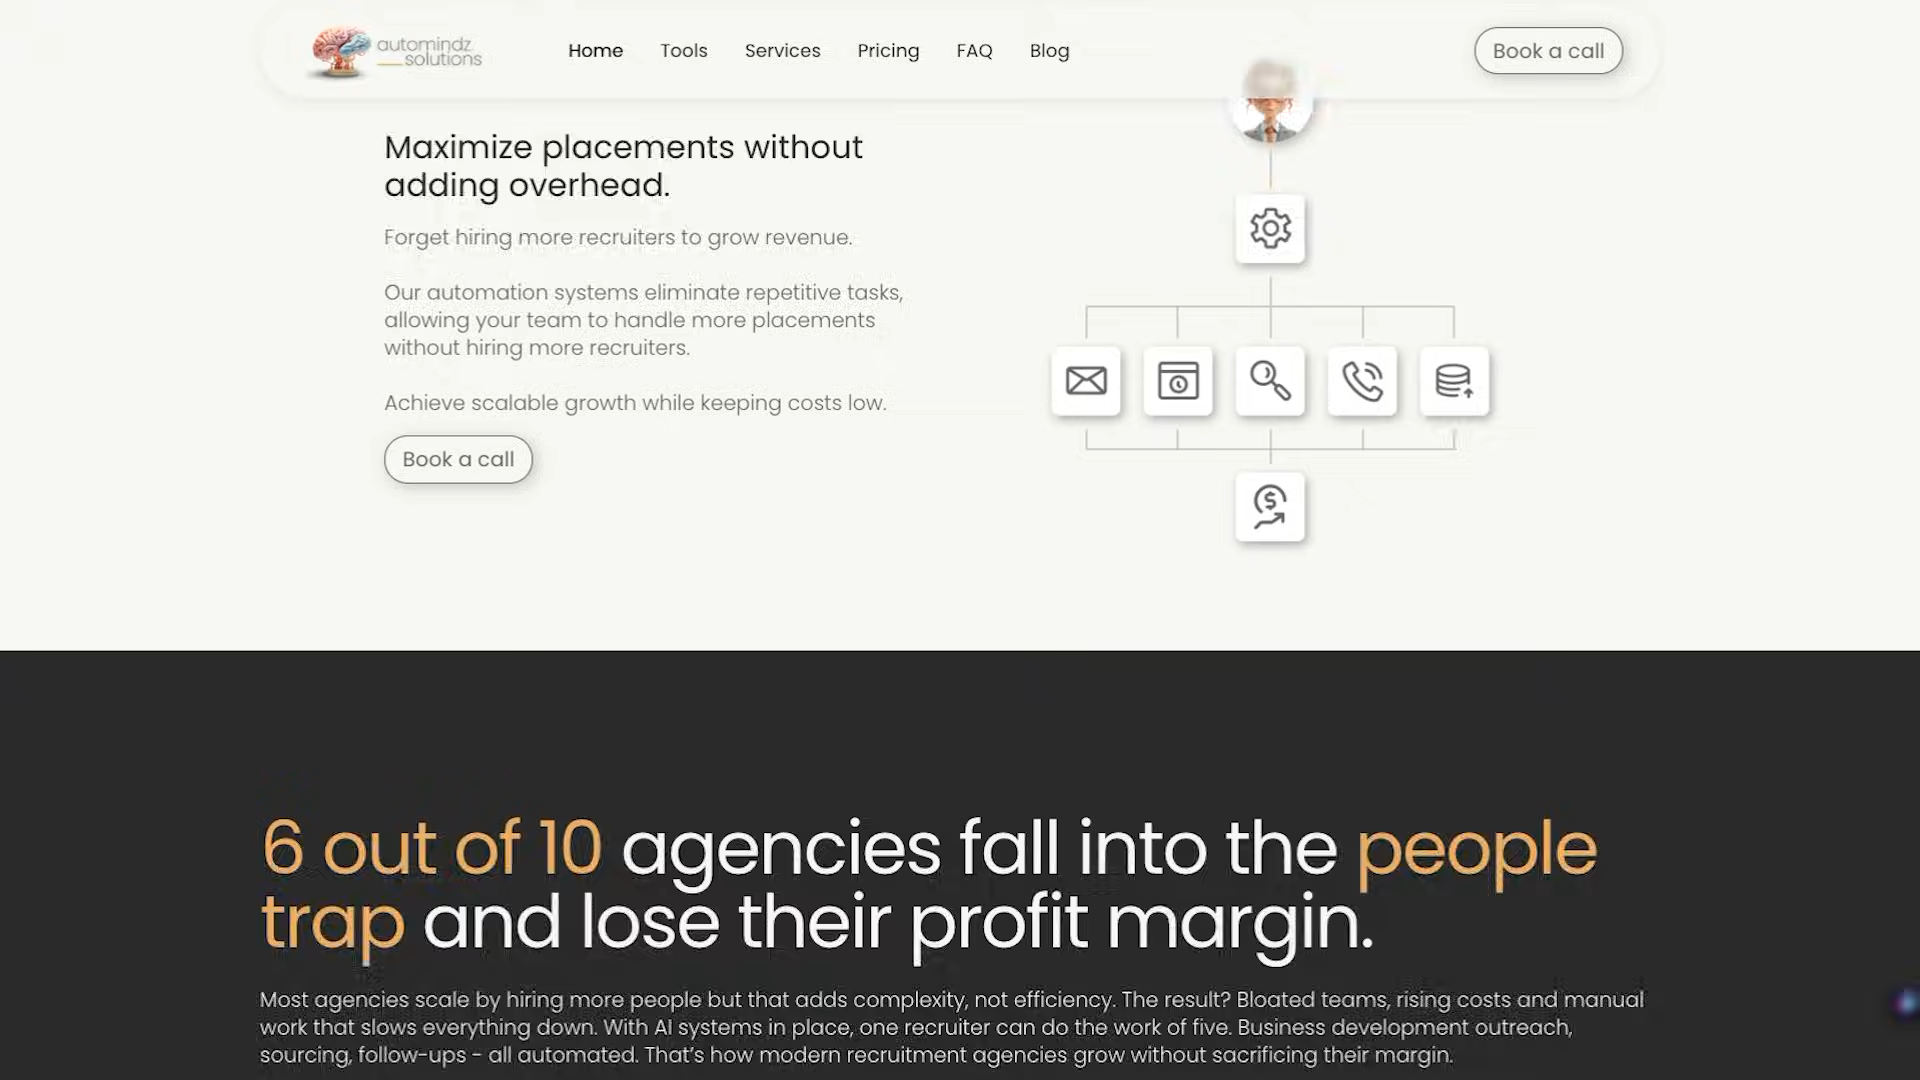 automindz
solutions
Home
Tools
Services
Pricing
FAQ
Blog
Book a call
Maximize placements without
adding overhead.
Forget hiring more recruiters to grow revenue.
Our automation systems eliminate repetitive tasks,
allowing your team to handle more placements
without hiring more recruiters.
Achieve scalable growth while keeping costs low.
Book a call
6 out of 10 agencies fall into the people
trap and lose their profit margin.
Most agencies scale by hiring more people but that adds complexity, not efficiency. The result? Bloated teams, rising costs and manual
work that slows everything down. With AI systems in place, one recruiter can do the work of five. Business development outreach,
sourcing, follow-ups - all automated. That's how modern recruitment agencies grow without sacrificing their margin.